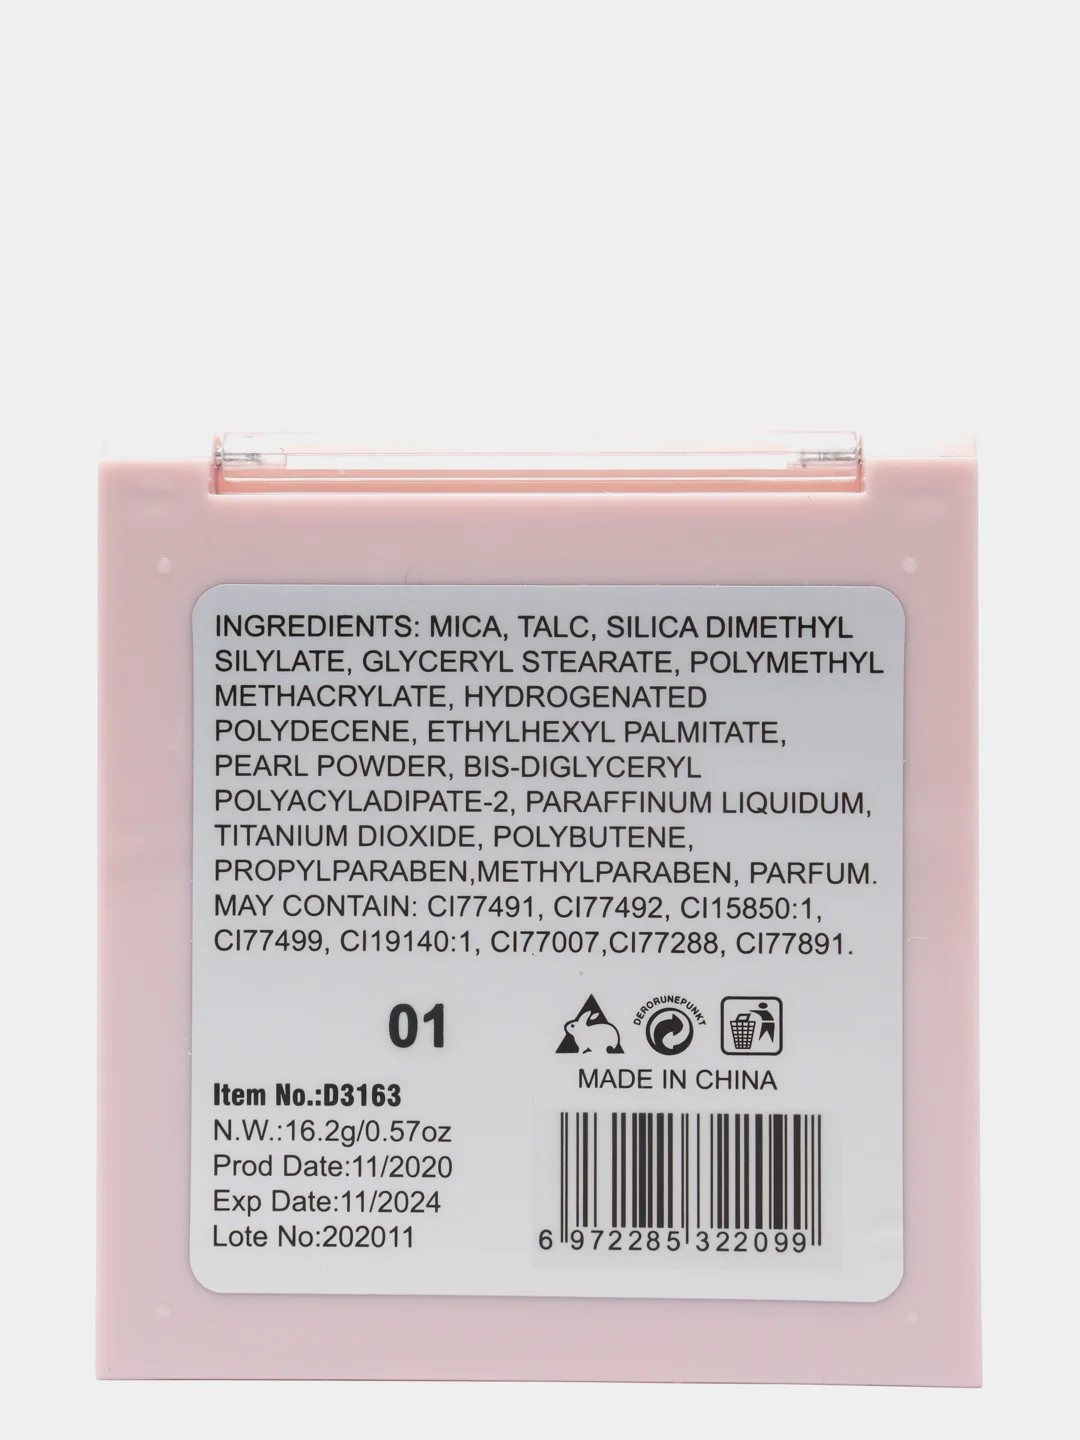 INGREDIENTS: MICA, TALC, SILICA DIMETHYL
SILYLATE, GLYCERYL STEARATE, POLYMETHYL
METHACRYLATE, HYDROGENATED
POLYDECENE, ETHYLHEXYL PALMITATE,
PEARL POWDER, BIS-DIGLYCERYL
POLYACYLADIPATE-2, PARAFFINUM LIQUIDUM,
TITANIUM DIOXIDE, POLYBUTENE,
PROPYLPARABEN,METHYLPARABEN, PARFUM.
MAY CONTAIN: CI77491, CI77492, CI15850:1,
CI77499, CI19140:1, CI77007,CI77288, CI77891.
01
DERORUNEPUNKT
MADE IN CHINA
Item No.:D3163
N.W.:16.2g/0.57oz
Prod Date:11/2020
Exp Date:11/2024
Lote No:202011
6 972285 322099